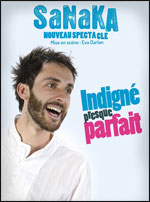 SaNaKa
NOUVEAU SPECTACLE
Mise en scène : Eva Darlan
Indigné
presque
parfait